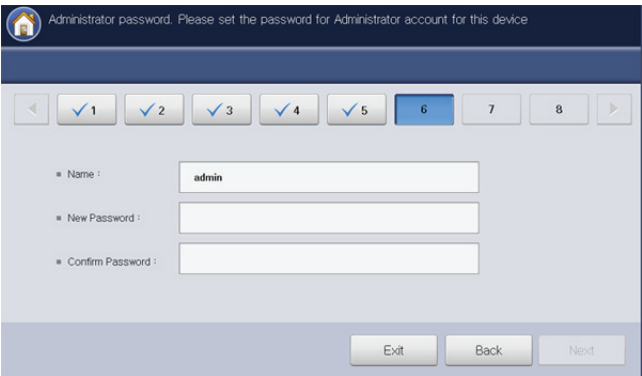 Administrator password. Please set the password for Administrator account for this device
1 2 3 4 5 6 7 8
Name : admin
New Password :
Confirm Password :
Exit Back Next